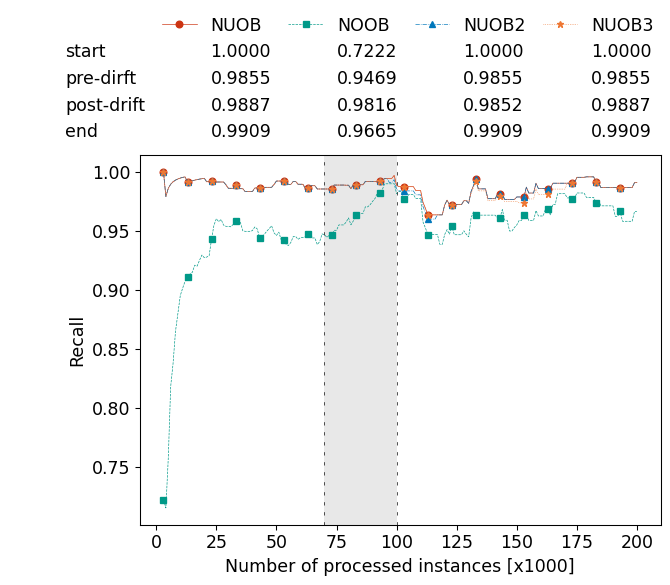 NUOB NOOB NUOB2 NUOB3
start 1.0000 0.7222 1.0000 1.0000
pre-dirft 0.9855 0.9469 0.9855 0.9855
post-drift 0.9887 0.9816 0.9852 0.9887
end 0.9909 0.9665 0.9909 0.9909
1.00
0.95
0.90
0.85
0.80
0.75
Recall
0 25 50 75 100 125 150 175 200
Number of processed instances [x1000]